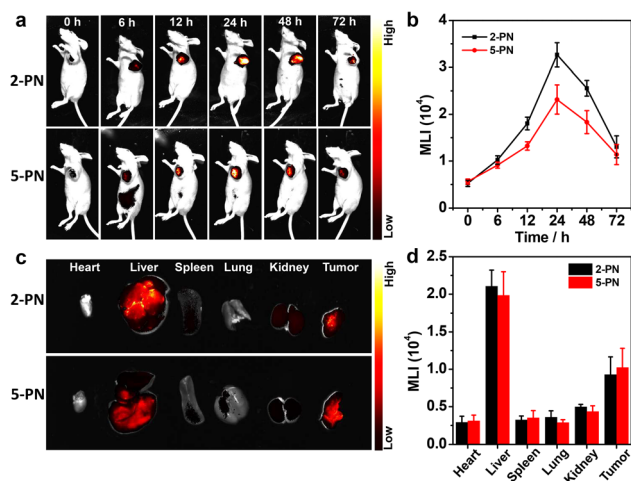 a
0 h 6 h 12 h 24 h 48 h 72 h
2-PN
5-PN
High
Low
b
2-PN
5-PN
MLI (10⁴)
4
3
2
1
0
0 6 12 24 48 72
Time / h
c
Heart Liver Spleen Lung Kidney Tumor
2-PN
5-PN
High
Low
d
2-PN
5-PN
MLI (10⁴)
2.5
2.0
1.5
1.0
0.5
0.0
Heart
Liver
Spleen
Lung
Kidney
Tumor